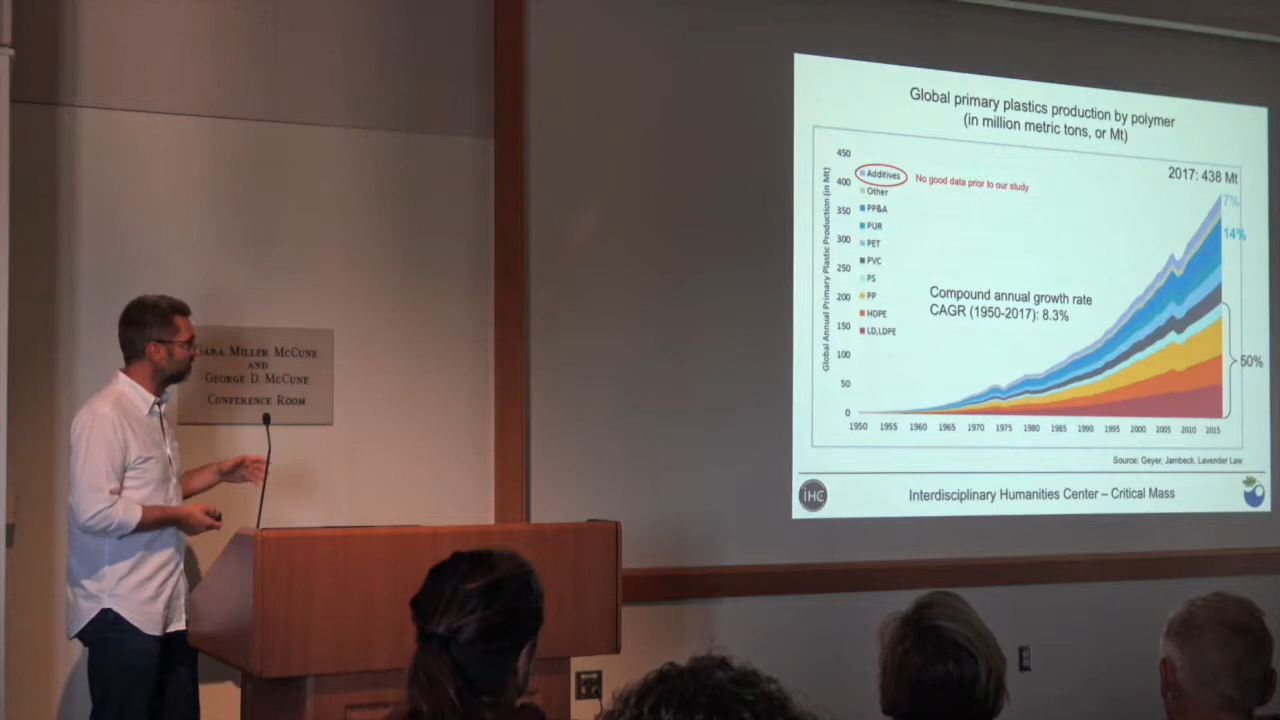 SARA MILLER MCCUNE
AND
GEORGE D. MCCUNE
CONFERENCE ROOM
Global primary plastics production by polymer
(in million metric tons, or Mt)
Global Annual Primary Plastic Production (in Mt)
450
400
350
300
250
200
150
100
50
0
Additives
No good data prior to our study
Other
PP&A
PUR
PET
PVC
PS
PP
HDPE
LD,LDPE
2017: 438 Mt
7%
14%
Compound annual growth rate
CAGR (1950-2017): 8.3%
50%
1950 1955 1960 1965 1970 1975 1980 1985 1990 1995 2000 2005 2010 2015
Source: Geyer, Jambeck, Lavender Law
iHC
Interdisciplinary Humanities Center – Critical Mass